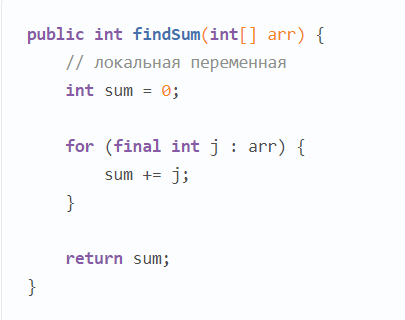 public int findSum(int[] arr) {
    // локальная переменная
    int sum = 0;

    for (final int j : arr) {
        sum += j;
    }

    return sum;
}